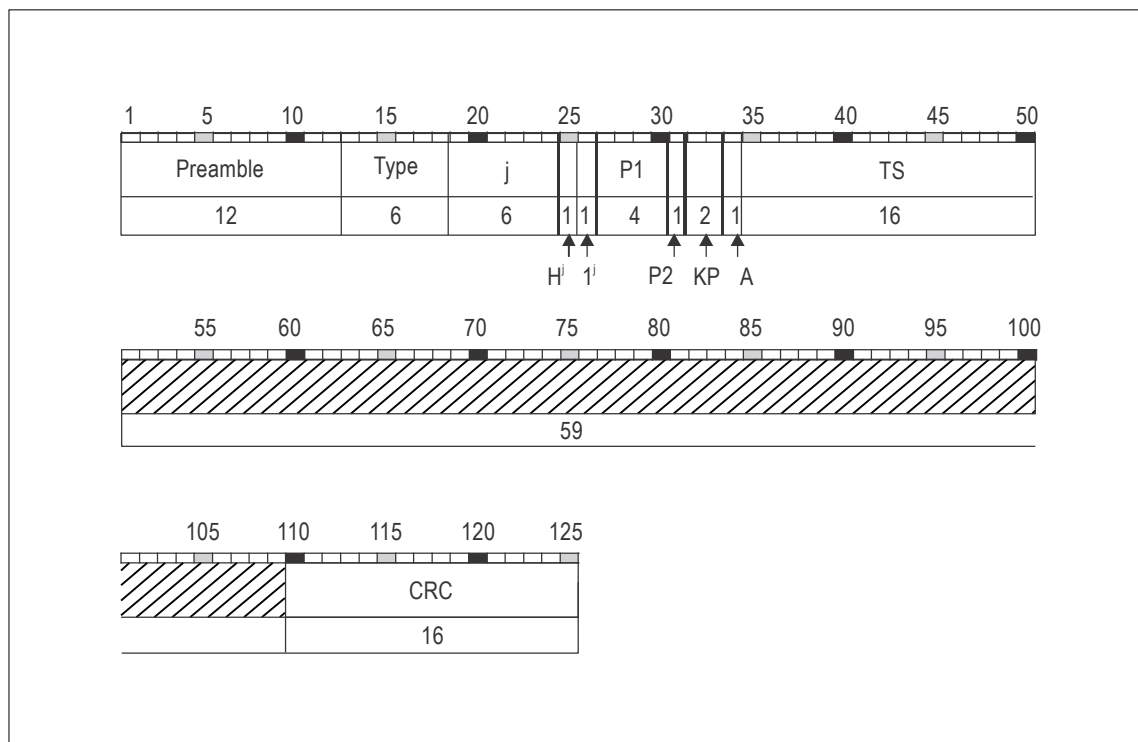 1 5 10 15 20 25 30 35 40 45 50
Preamble Type j P1 TS
12 6 6 1 1 4 1 2 1 16
Hʲ 1ʲ P2 KP A
55 60 65 70 75 80 85 90 95 100
59
105 110 115 120 125
CRC
16